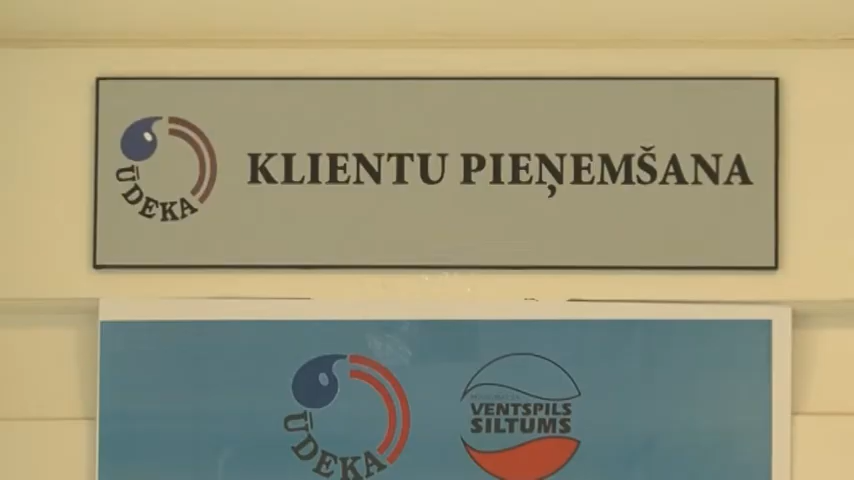 ŪDEKA
KLIENTU PIEŅEMŠANA
ŪDEKA
VENTSPILS
SILTUMS